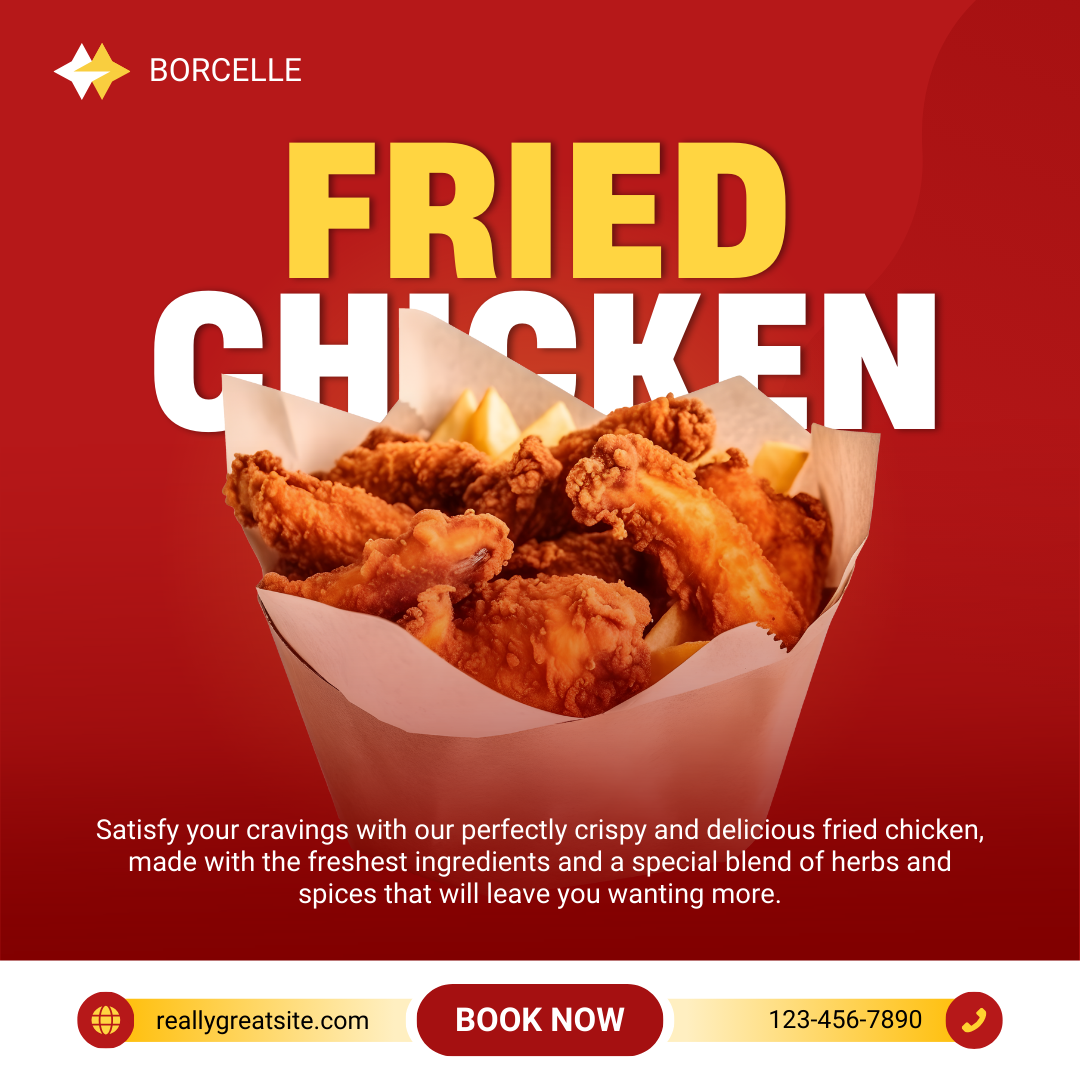 BORCELLE
FRIED
CHICKEN
Satisfy your cravings with our perfectly crispy and delicious fried chicken,
made with the freshest ingredients and a special blend of herbs and
spices that will leave you wanting more.
reallygreatsite.com
BOOK NOW
123-456-7890